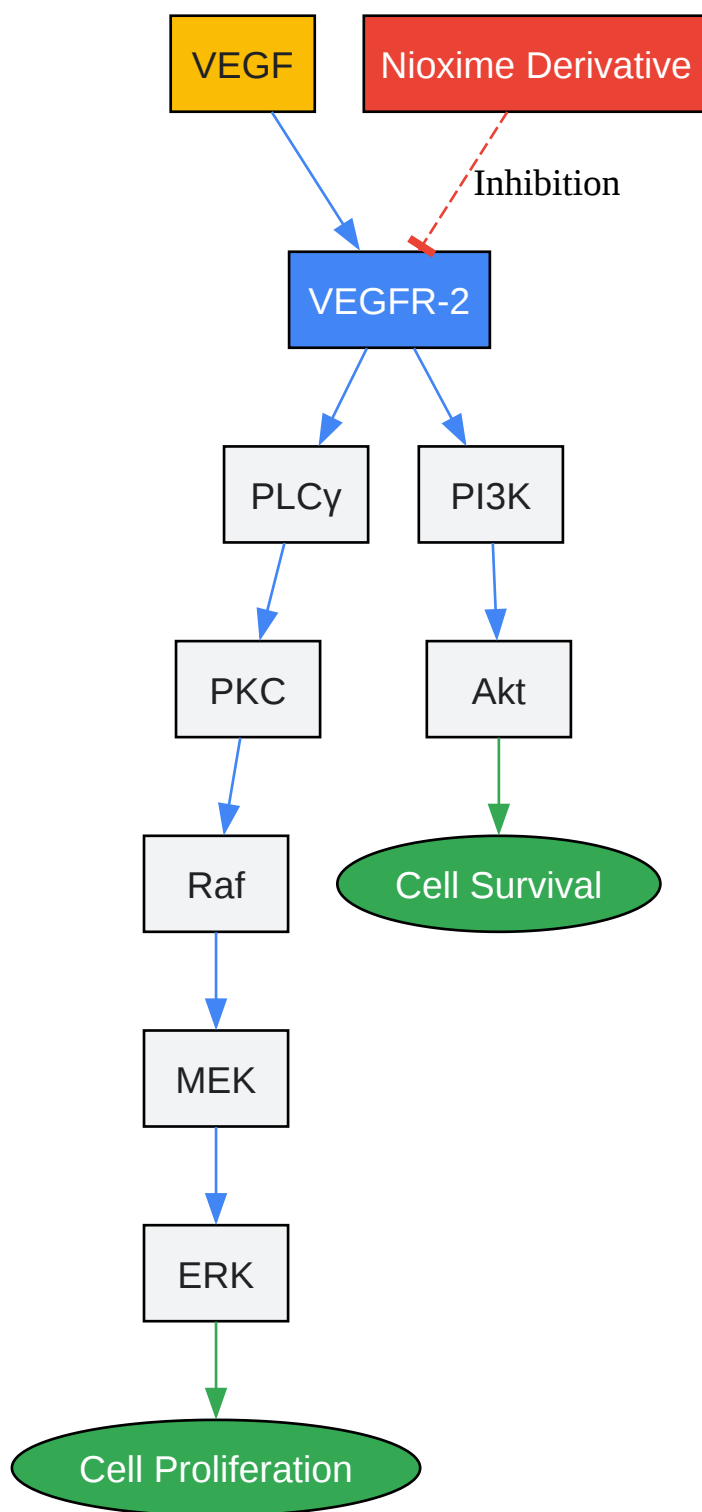 VEGF
Nioxime Derivative
Inhibition
VEGFR-2
PLCγ
PI3K
PKC
Akt
Raf
Cell Survival
MEK
ERK
Cell Proliferation